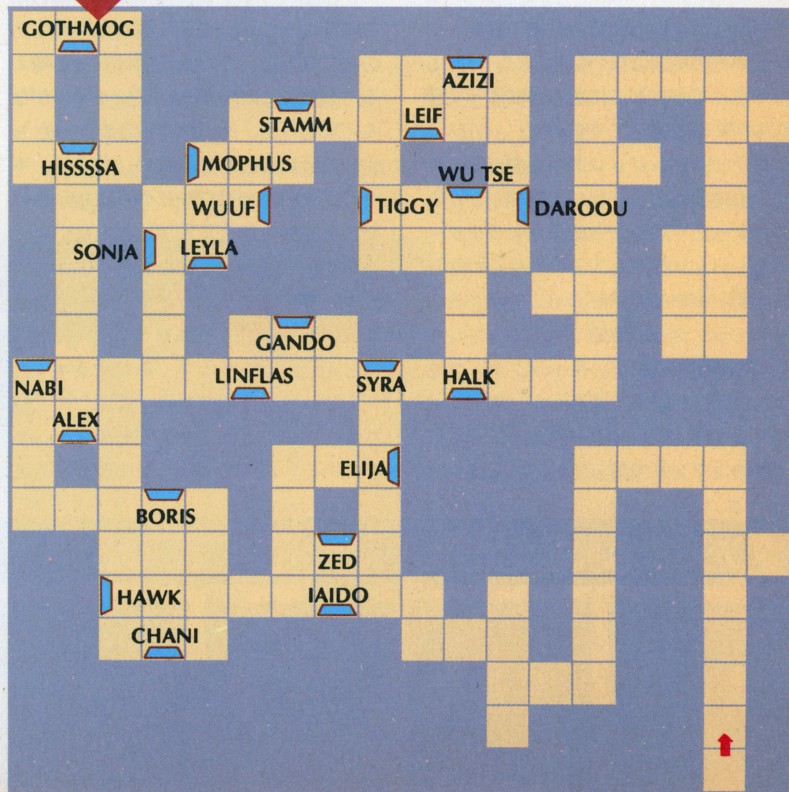 GOTHMOG
AZIZI
LEIF
STAMM
HISSSSA
MOPHUS
WU TSE
WUUF
TIGGY
DAROOU
SONJA
LEYLA
GANDO
NABI
LINFLAS
SYRA
HALK
ALEX
ELIJA
BORIS
ZED
HAWK
IAIDO
CHANI